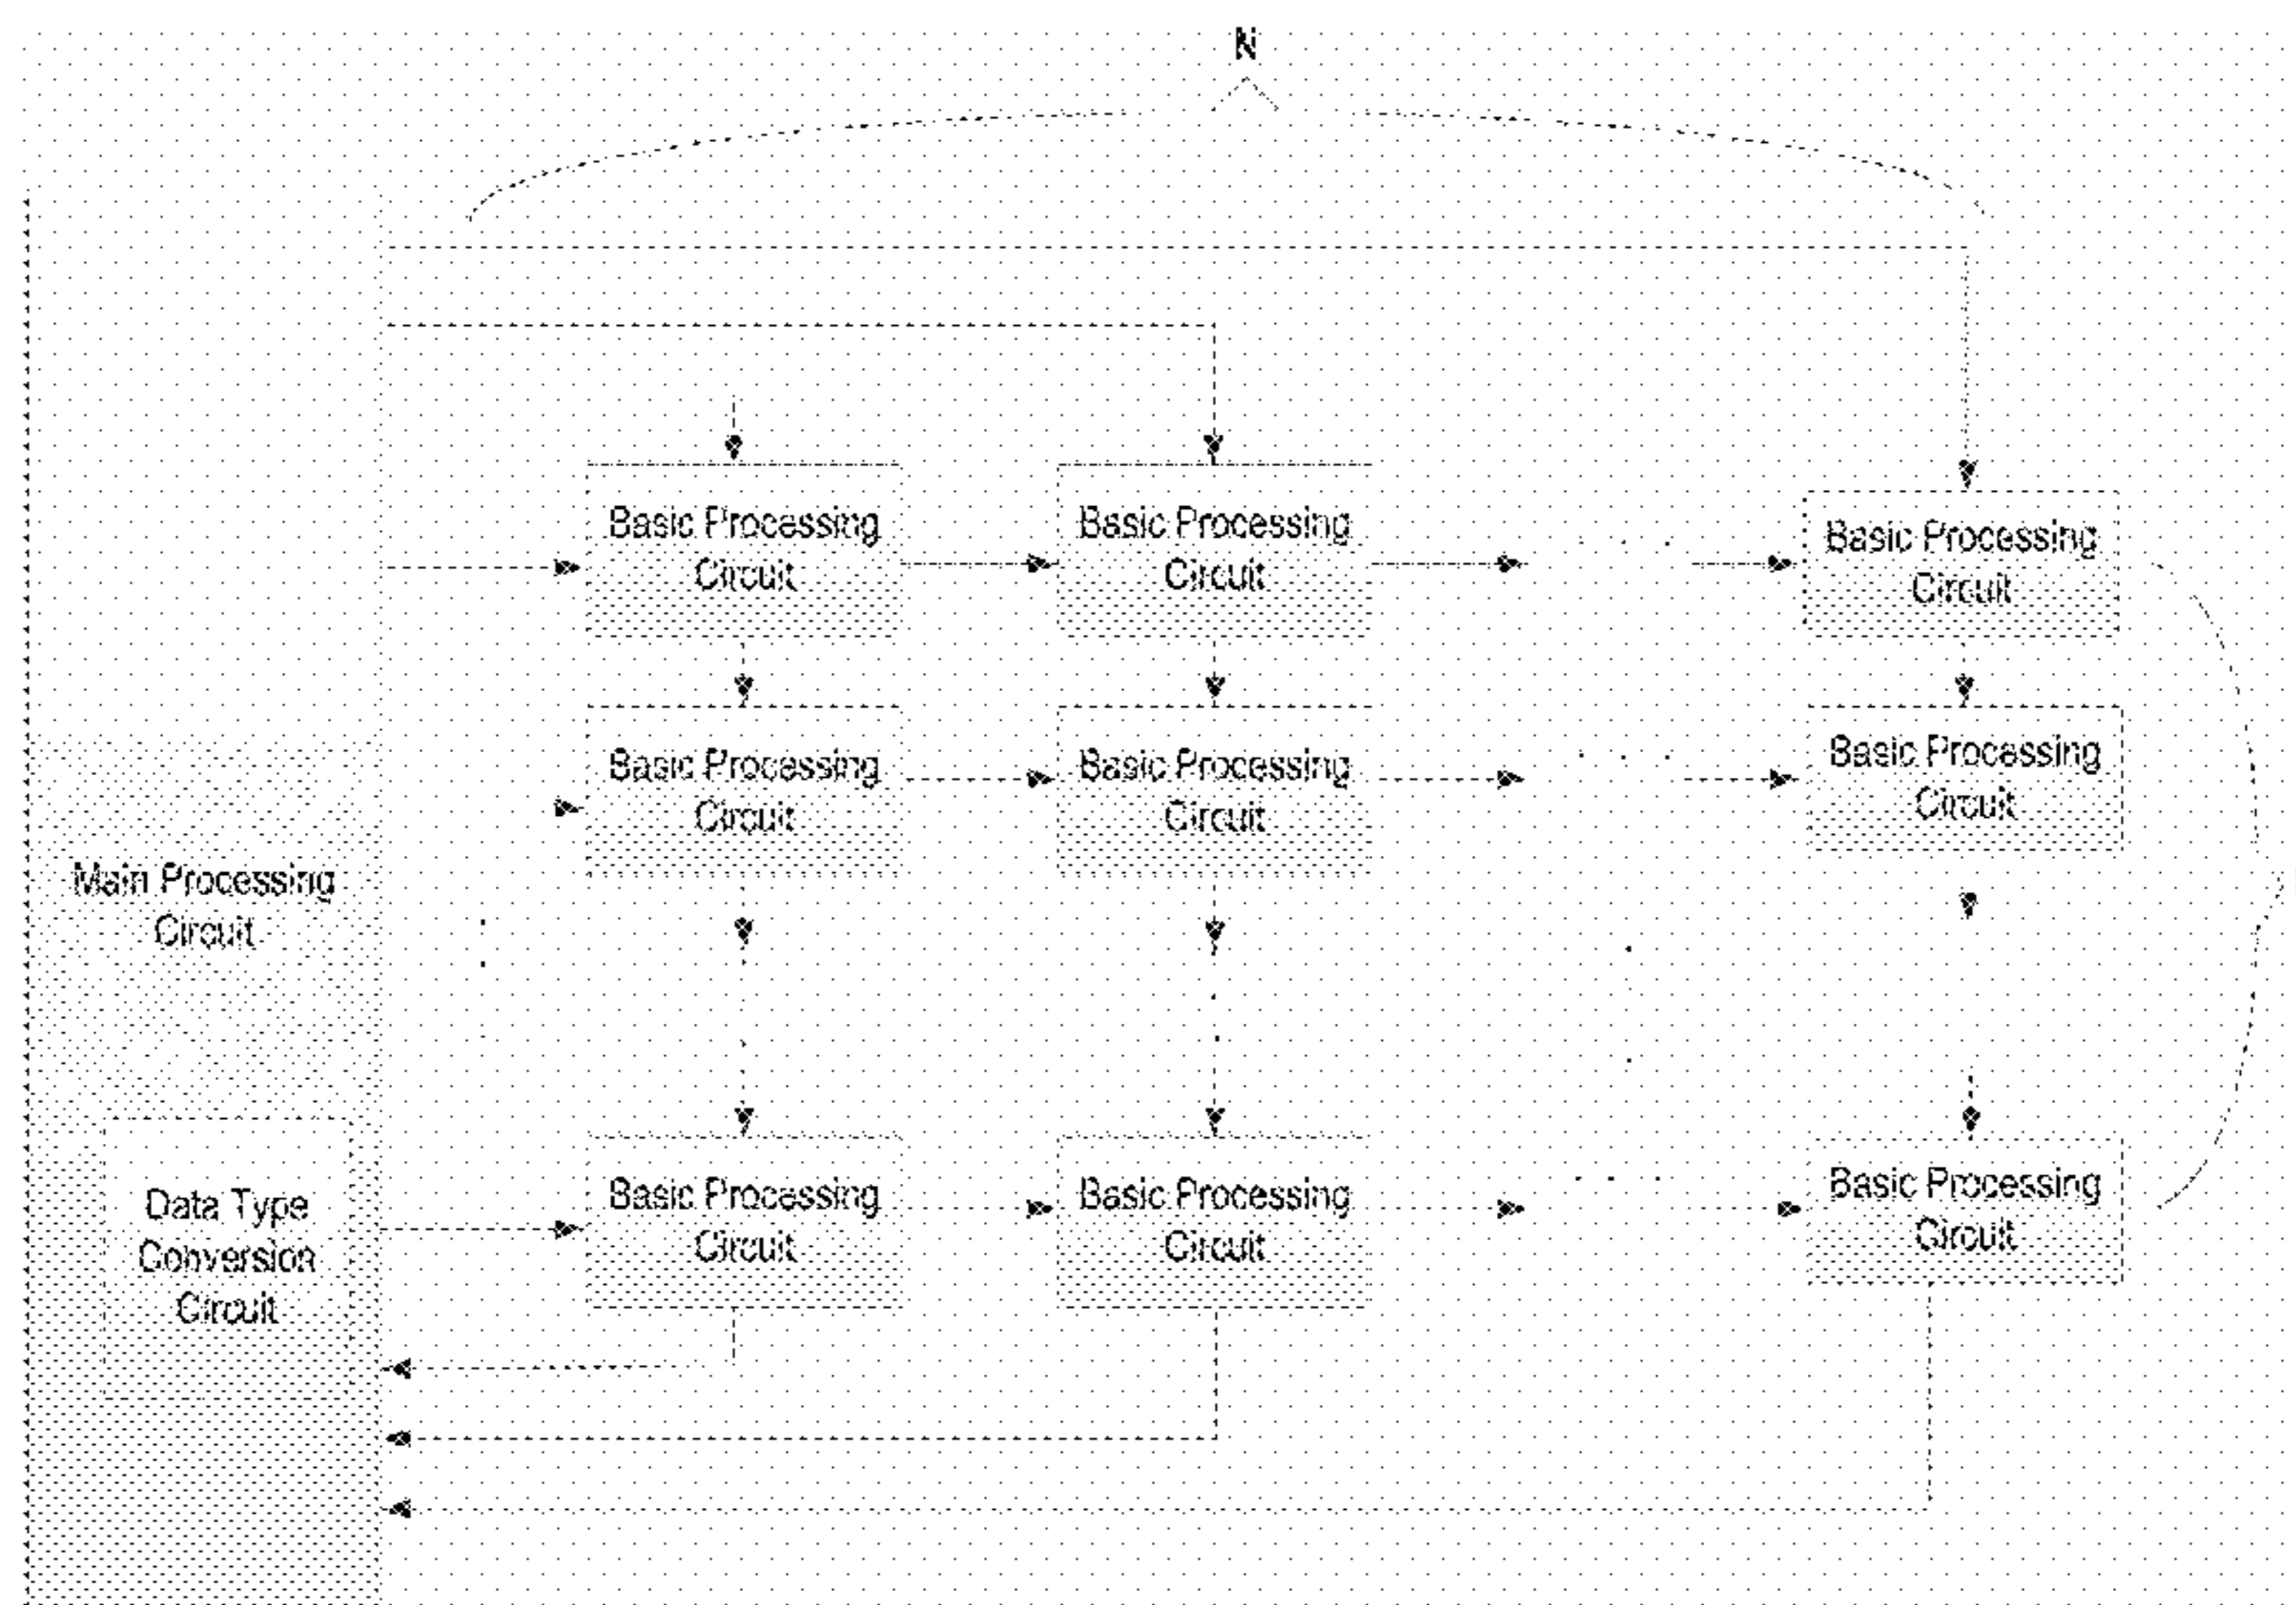 N
Basic Processing
Circuit
Basic Processing
Circuit
Basic Processing
Circuit
Basic Processing
Circuit
Basic Processing
Circuit
Basic Processing
Circuit
Main Processing
Circuit
Data Type
Conversion
Circuit
Basic Processing
Circuit
Basic Processing
Circuit
Basic Processing
Circuit